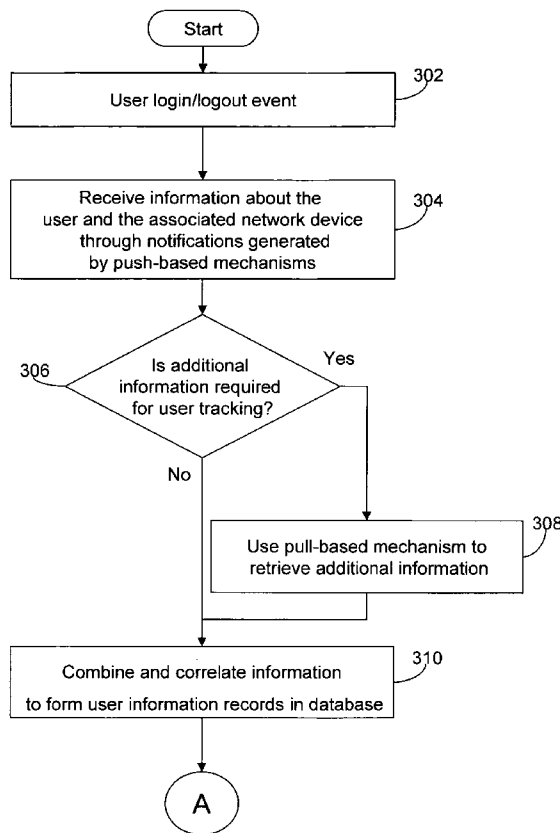 Start
302
User login/logout event
304
Receive information about the
user and the associated network device
through notifications generated
by push-based mechanisms
306
Is additional
information required
for user tracking?
Yes
No
308
Use pull-based mechanism to
retrieve additional information
310
Combine and correlate information
to form user information records in database
A